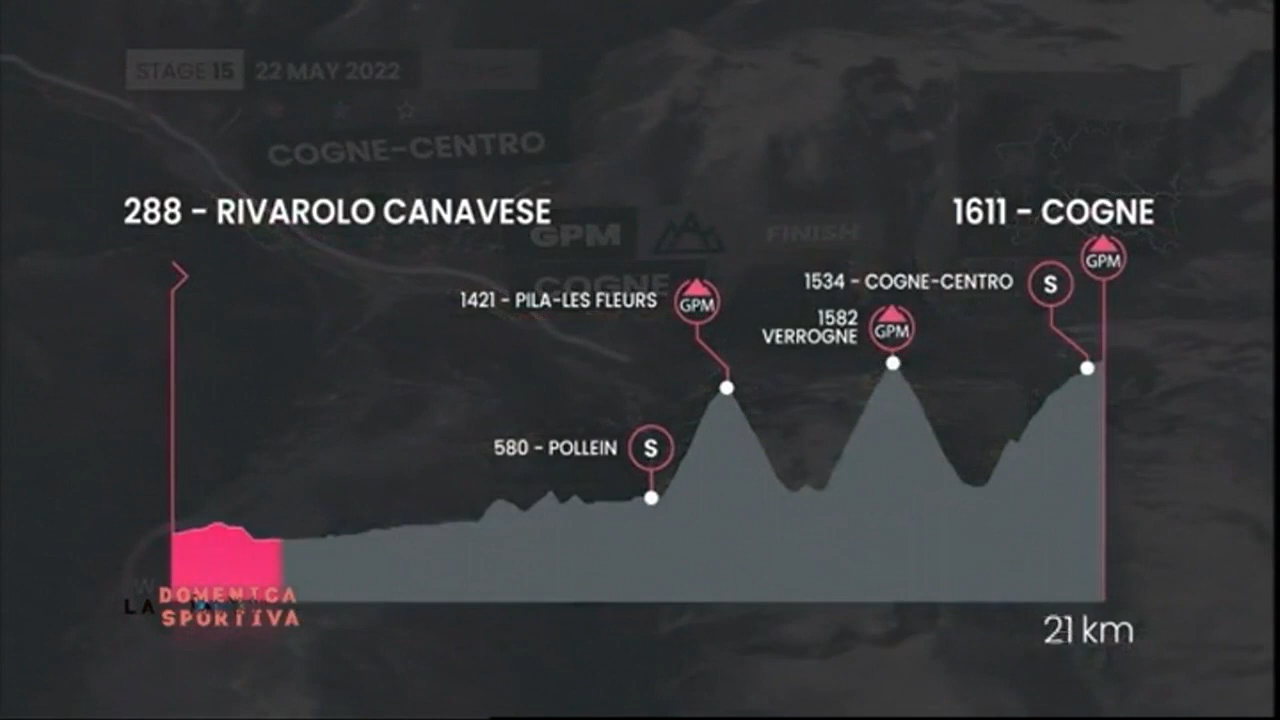 STAGE 15 22 MAY 2022
COGNE-CENTRO
288 - RIVAROLO CANAVESE
1611 - COGNE
GPM
FINISH
GPM
COGNE
1534 - COGNE-CENTRO
S
1421 - PILA-LES FLEURS
GPM
1582
VERROGNE
GPM
580 - POLLEIN
S
LA DOMENICA
SPORTIVA
21 km